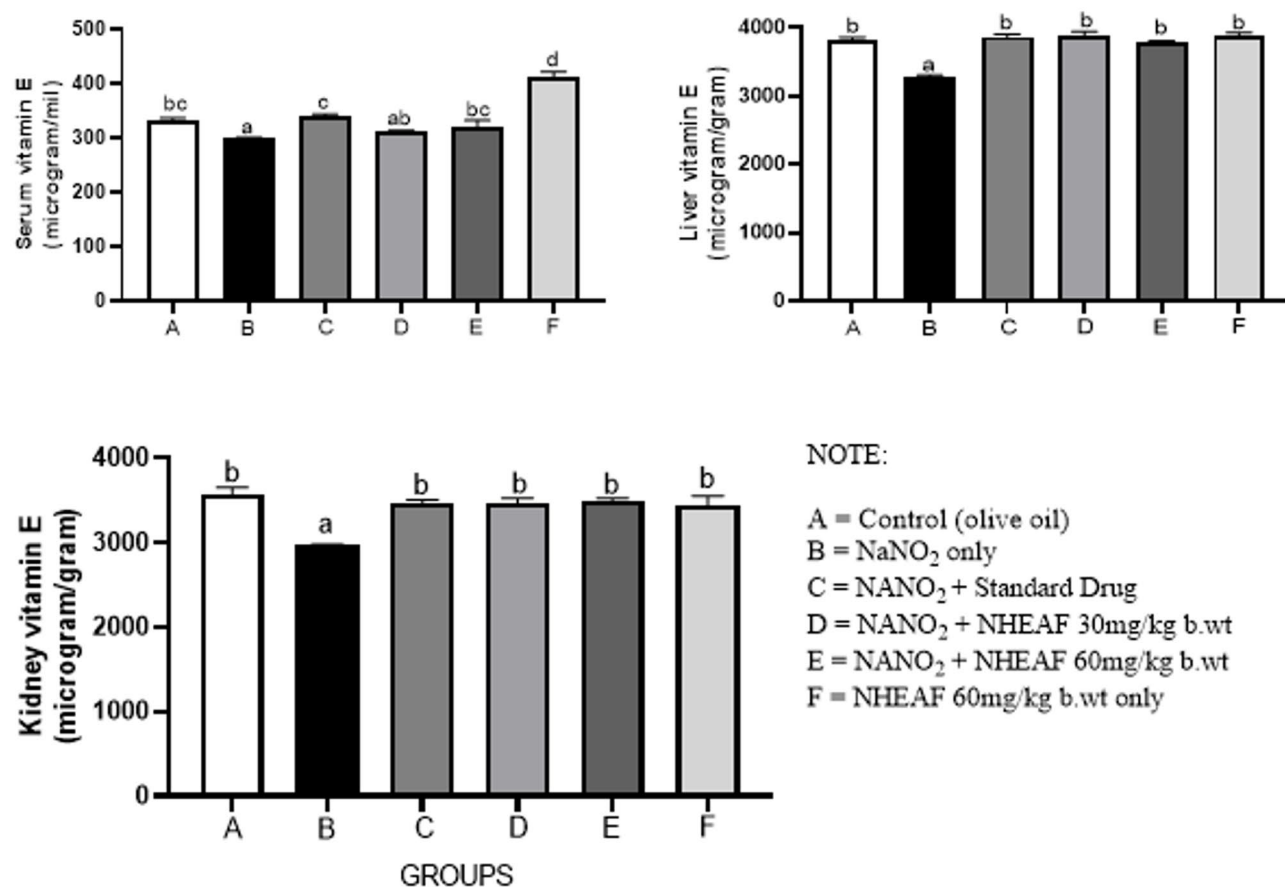 Serum vitamin E
(microgram/mil)
500
400
300
200
100
0
bc
a
c
ab
bc
d
A
B
C
D
E
F
Liver vitamin E
(microgram/gram)
4000
3000
2000
1000
0
b
a
b
b
b
b
A
B
C
D
E
F
Kidney vitamin E
(microgram/gram)
4000
3000
2000
1000
0
b
a
b
b
b
b
A
B
C
D
E
F
GROUPS
NOTE:
A = Control (olive oil)
B = NaNO₂ only
C = NANO₂ + Standard Drug
D = NANO₂ + NHEAF 30mg/kg b.wt
E = NANO₂ + NHEAF 60mg/kg b.wt
F = NHEAF 60mg/kg b.wt only